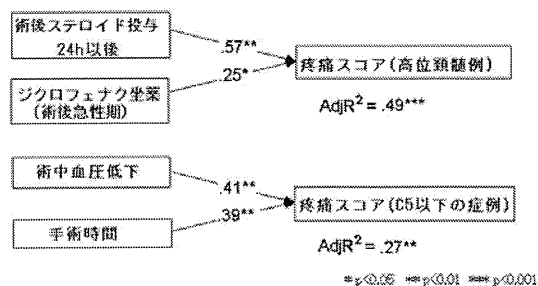 術後ステロイド投与
24h以後
.57**
疼痛スコア(高位頚髄例)
.25*
ジクロフェナク坐薬
(術後急性期)
AdjR² = .49***
術中血圧低下
.41**
疼痛スコア(C5以下の症例)
.39**
手術時間
AdjR² = .27**
*p<0.05 **p<0.01 ***p<0.001